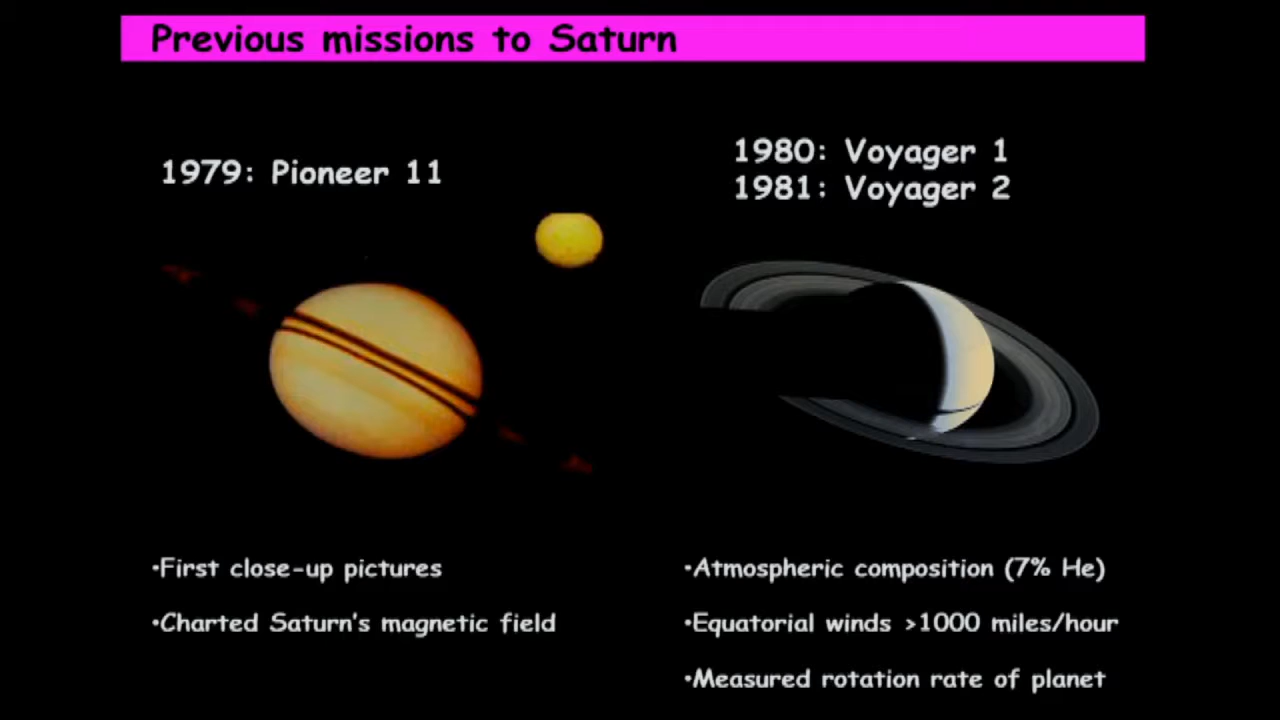 Previous missions to Saturn
1979: Pioneer 11
•First close-up pictures
•Charted Saturn's magnetic field
1980: Voyager 1
1981: Voyager 2
•Atmospheric composition (7% He)
•Equatorial winds >1000 miles/hour
•Measured rotation rate of planet